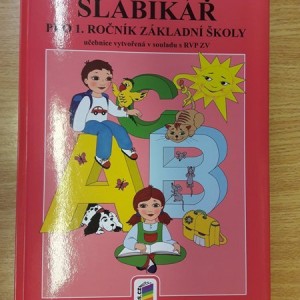 SLABIKÁŘ
PRO 1. ROČNÍK ZÁKLADNÍ ŠKOLY
učebnice vytvořená v souladu s RVP ZV
C
A B